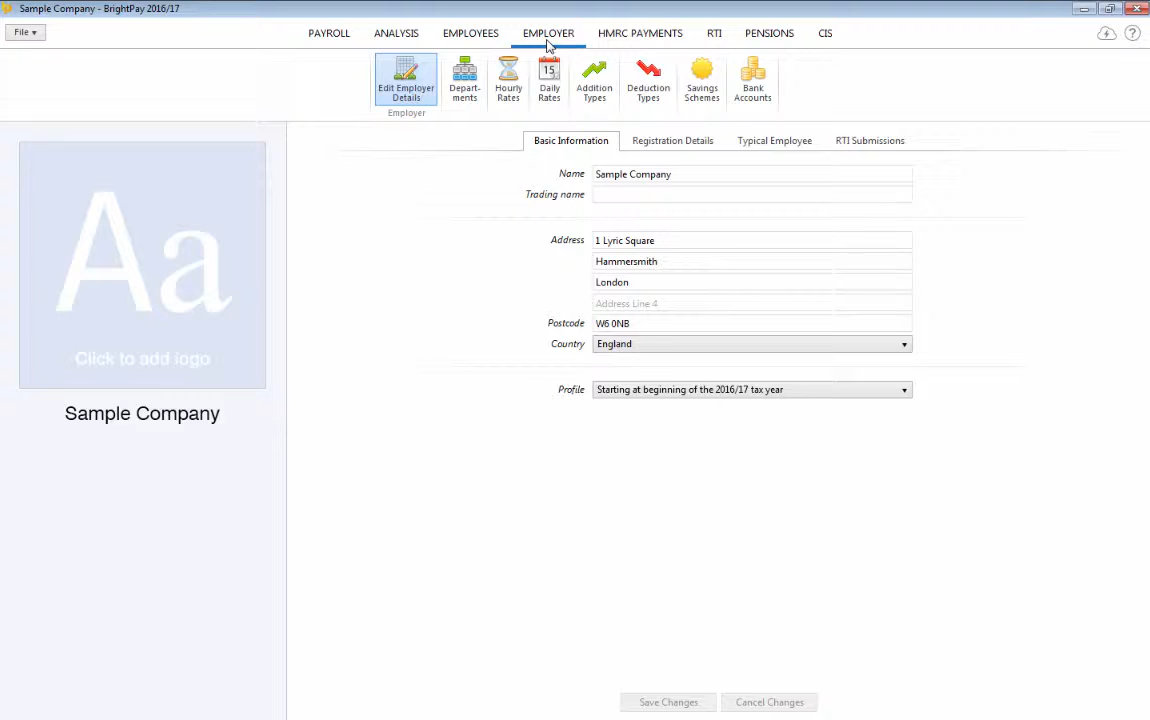 Sample Company - BrightPay 2016/17
File
PAYROLL ANALYSIS EMPLOYEES EMPLOYER HMRC PAYMENTS RTI PENSIONS CIS
?
Edit Employer Details
Depart-ments
Hourly Rates
15
Daily Rates
Addition Types
Deduction Types
Savings Schemes
Bank Accounts
Employer
Basic Information Registration Details Typical Employee RTI Submissions
Aa
Click to add logo
Sample Company
Name Sample Company
Trading name
Address 1 Lyric Square
Hammersmith
London
Address Line 4
Postcode W6 0NB
Country England
Profile Starting at beginning of the 2016/17 tax year
Save Changes Cancel Changes